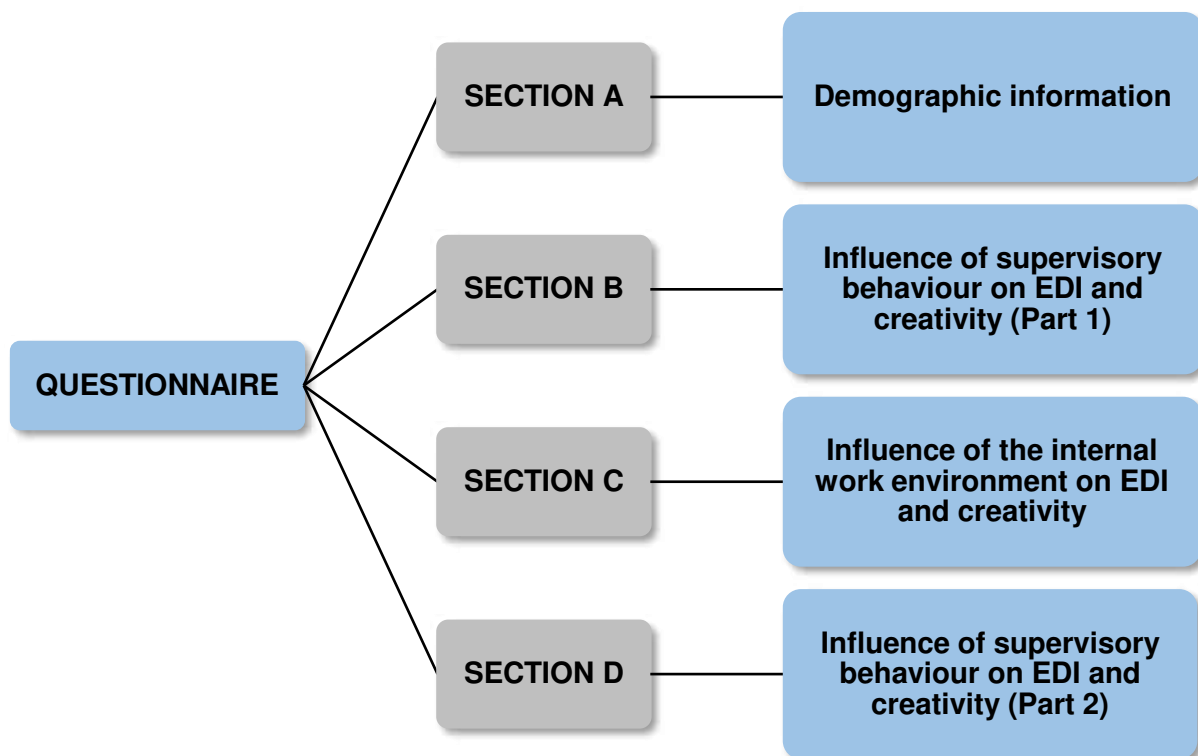 QUESTIONNAIRE
SECTION A
Demographic information
SECTION B
Influence of supervisory
behaviour on EDI and
creativity (Part 1)
SECTION C
Influence of the internal
work environment on EDI
and creativity
SECTION D
Influence of supervisory
behaviour on EDI and
creativity (Part 2)